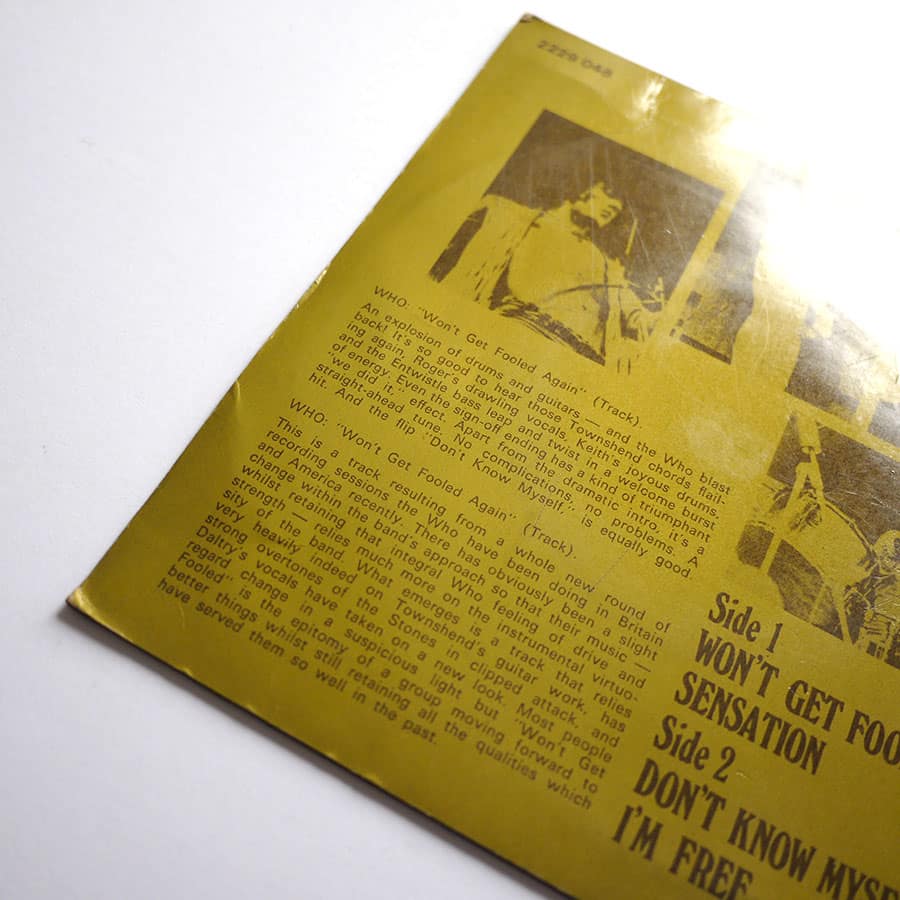 2229 048
WHO: "Won't Get Fooled Again" (Track).
An explosion of drums and guitars — and the Who blast
back! It's so good to hear those Townshend chords flail-
ing again, Roger's drawling vocals, Keith's joyous drums,
and the Entwistle bass leap and twist in a welcome burst
of energy. Even the sign-off ending has a kind of triumphant
"we did it." effect. Apart from the dramatic intro, it's a
straight-ahead tune. No complications, no problems. A
hit. And the flip "Don't Know Myself," is equally good.
WHO: "Won't Get Fooled Again" (Track).
This is a track resulting from a whole new round of
recording sessions the Who have been doing in Britain
and America recently. There has obviously been a slight
change within the band's approach so that their music —
whilst retaining that integral Who feeling of drive and
strength — relies much more on the instrumental virtuo-
sity of the band. What emerges is a track that relies
very heavily indeed on Townshend's guitar work, has
strong overtones of the Stones in clipped attack, and
Daltry's vocals have taken on a new look. Most people
regard change in a suspicious light but "Won't Get
Fooled" is the epitomy of a group moving forward to
better things whilst still retaining all the qualities which
have served them so well in the past.
Side 1
WON'T GET FOO
SENSATION
Side 2
DON'T KNOW MYSE
I'M FREE